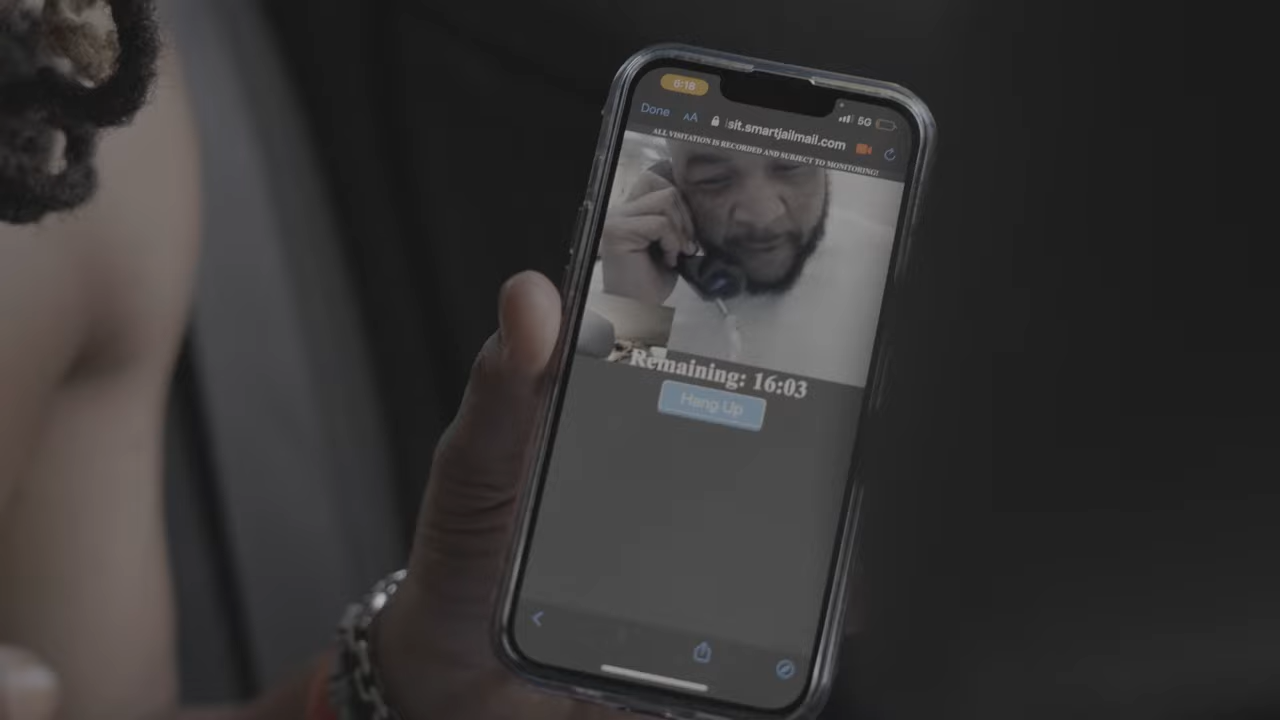 5:18
5G
Done AA sit.smartjailmail.com
ALL VISITATION IS RECORDED AND SUBJECT TO MONITORING!
Remaining: 16:03
Hang Up